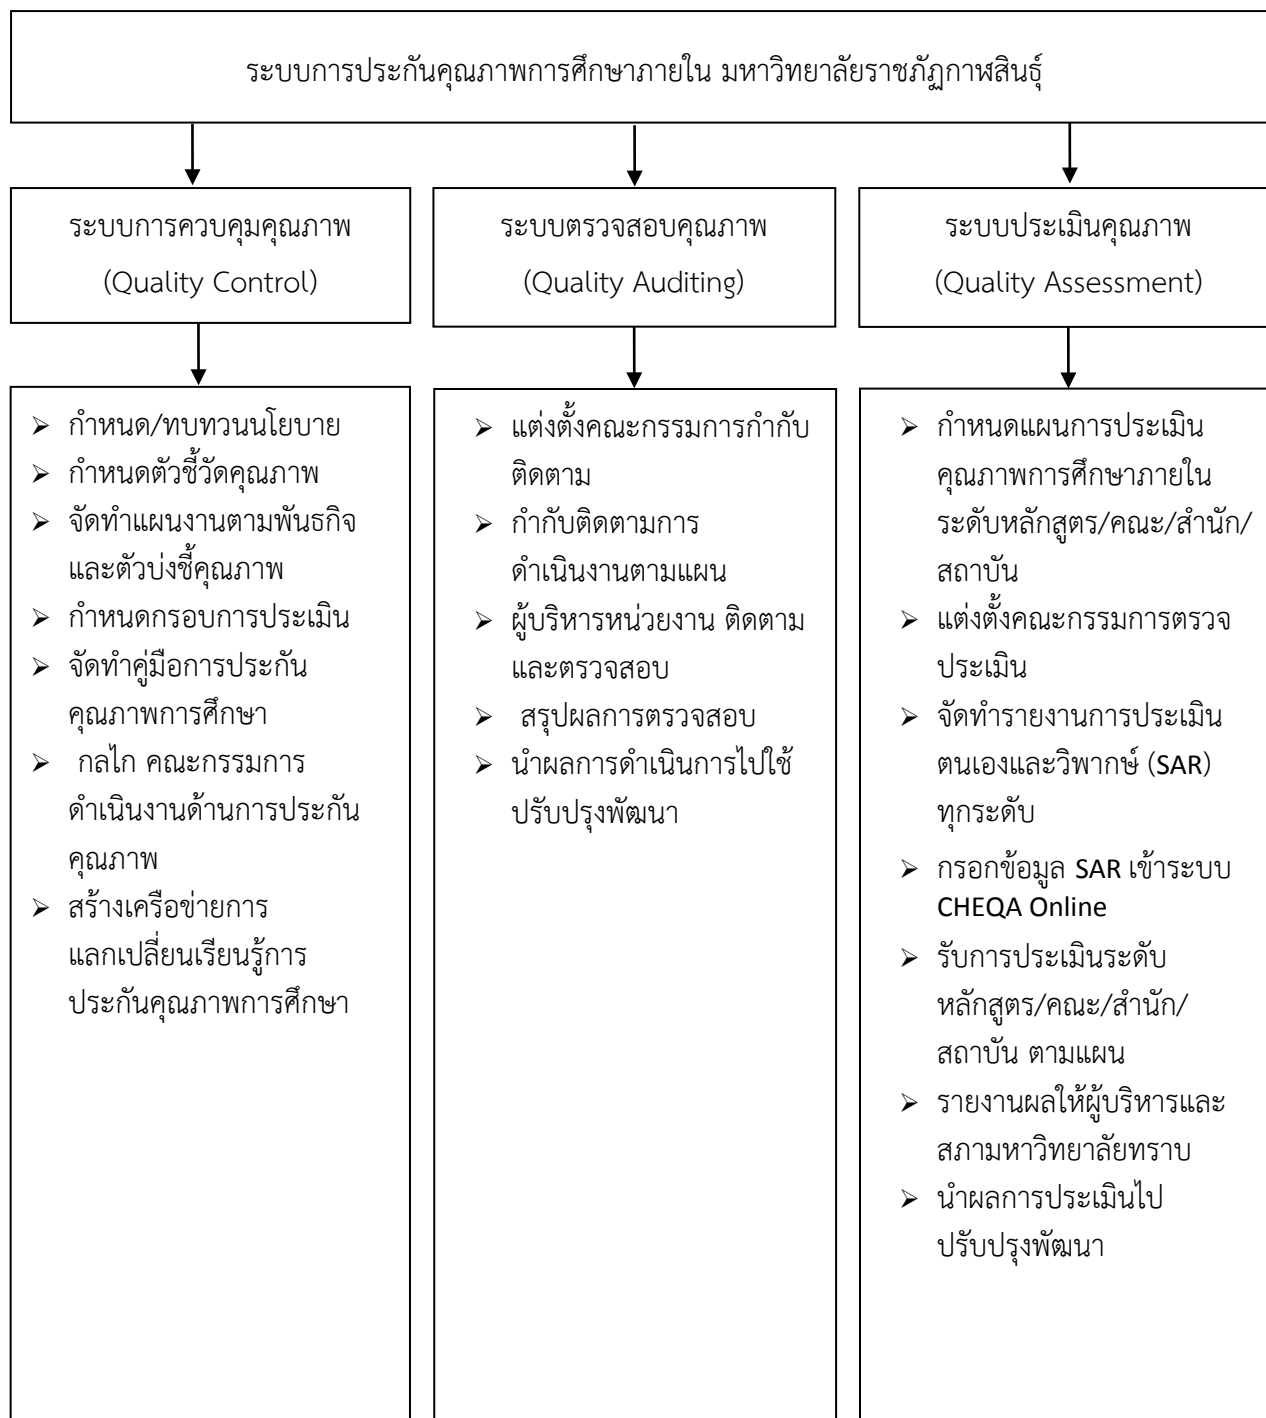 ระบบการประกันคุณภาพการศึกษาภายใน มหาวิทยาลัยราชภัฏกาฬสินธุ์
ระบบการควบคุมคุณภาพ
(Quality Control)
ระบบตรวจสอบคุณภาพ
(Quality Auditing)
ระบบประเมินคุณภาพ
(Quality Assessment)
➢ กำหนด/ทบทวนนโยบาย
➢ กำหนดตัวชี้วัดคุณภาพ
➢ จัดทำแผนงานตามพันธกิจ
และตัวบ่งชี้คุณภาพ
➢ กำหนดกรอบการประเมิน
➢ จัดทำคู่มือการประกัน
คุณภาพการศึกษา
➢ กลไก คณะกรรมการ
ดำเนินงานด้านการประกัน
คุณภาพ
➢ สร้างเครือข่ายการ
แลกเปลี่ยนเรียนรู้การ
ประกันคุณภาพการศึกษา
➢ แต่งตั้งคณะกรรมการกำกับ
ติดตาม
➢ กำกับติดตามการ
ดำเนินงานตามแผน
➢ ผู้บริหารหน่วยงาน ติดตาม
และตรวจสอบ
➢ สรุปผลการตรวจสอบ
➢ นำผลการดำเนินการไปใช้
ปรับปรุงพัฒนา
➢ กำหนดแผนการประเมิน
คุณภาพการศึกษาภายใน
ระดับหลักสูตร/คณะ/สำนัก/
สถาบัน
➢ แต่งตั้งคณะกรรมการตรวจ
ประเมิน
➢ จัดทำรายงานการประเมิน
ตนเองและวิพากษ์ (SAR)
ทุกระดับ
➢ กรอกข้อมูล SAR เข้าระบบ
CHEQA Online
➢ รับการประเมินระดับ
หลักสูตร/คณะ/สำนัก/
สถาบัน ตามแผน
➢ รายงานผลให้ผู้บริหารและ
สภามหาวิทยาลัยทราบ
➢ นำผลการประเมินไป
ปรับปรุงพัฒนา